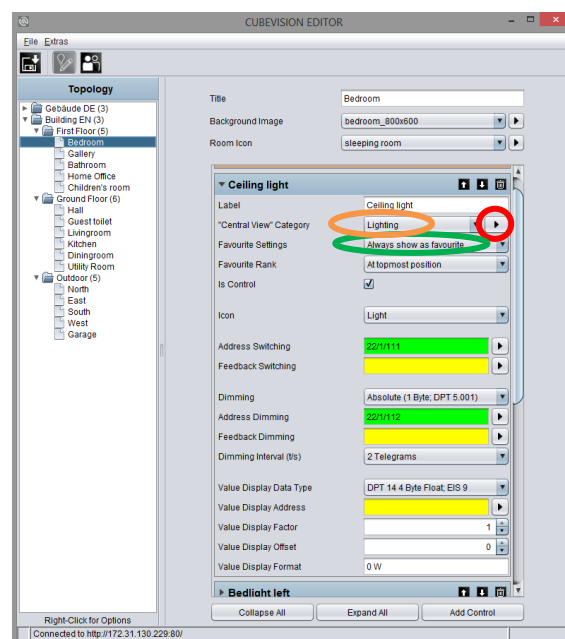 CUBEVISION EDITOR
File Extras
Topology
Gebäude DE (3)
Building EN (3)
First Floor (5)
Bedroom
Gallery
Bathroom
Home Office
Children's room
Ground Floor (6)
Hall
Guest toilet
Livingroom
Kitchen
Diningroom
Utility Room
Outdoor (5)
North
East
South
West
Garage
Right-Click for Options
Title Bedroom
Background Image bedroom_800x600
Room Icon sleeping room
Ceiling light
Label Ceiling light
"Central View" Category Lighting
Favourite Settings Always show as favourite
Favourite Rank At topmost position
Is Control
Icon Light
Address Switching 22/1/111
Feedback Switching
Dimming Absolute (1 Byte; DPT 5.001)
Address Dimming 22/1/112
Feedback Dimming
Dimming Interval (t/s) 2 Telegrams
Value Display Data Type DPT 14 4 Byte Float; EIS 9
Value Display Address
Value Display Factor 1
Value Display Offset 0
Value Display Format 0 W
Bedlight left
Collapse All Expand All Add Control
Connected to http://172.31.130.229:80/